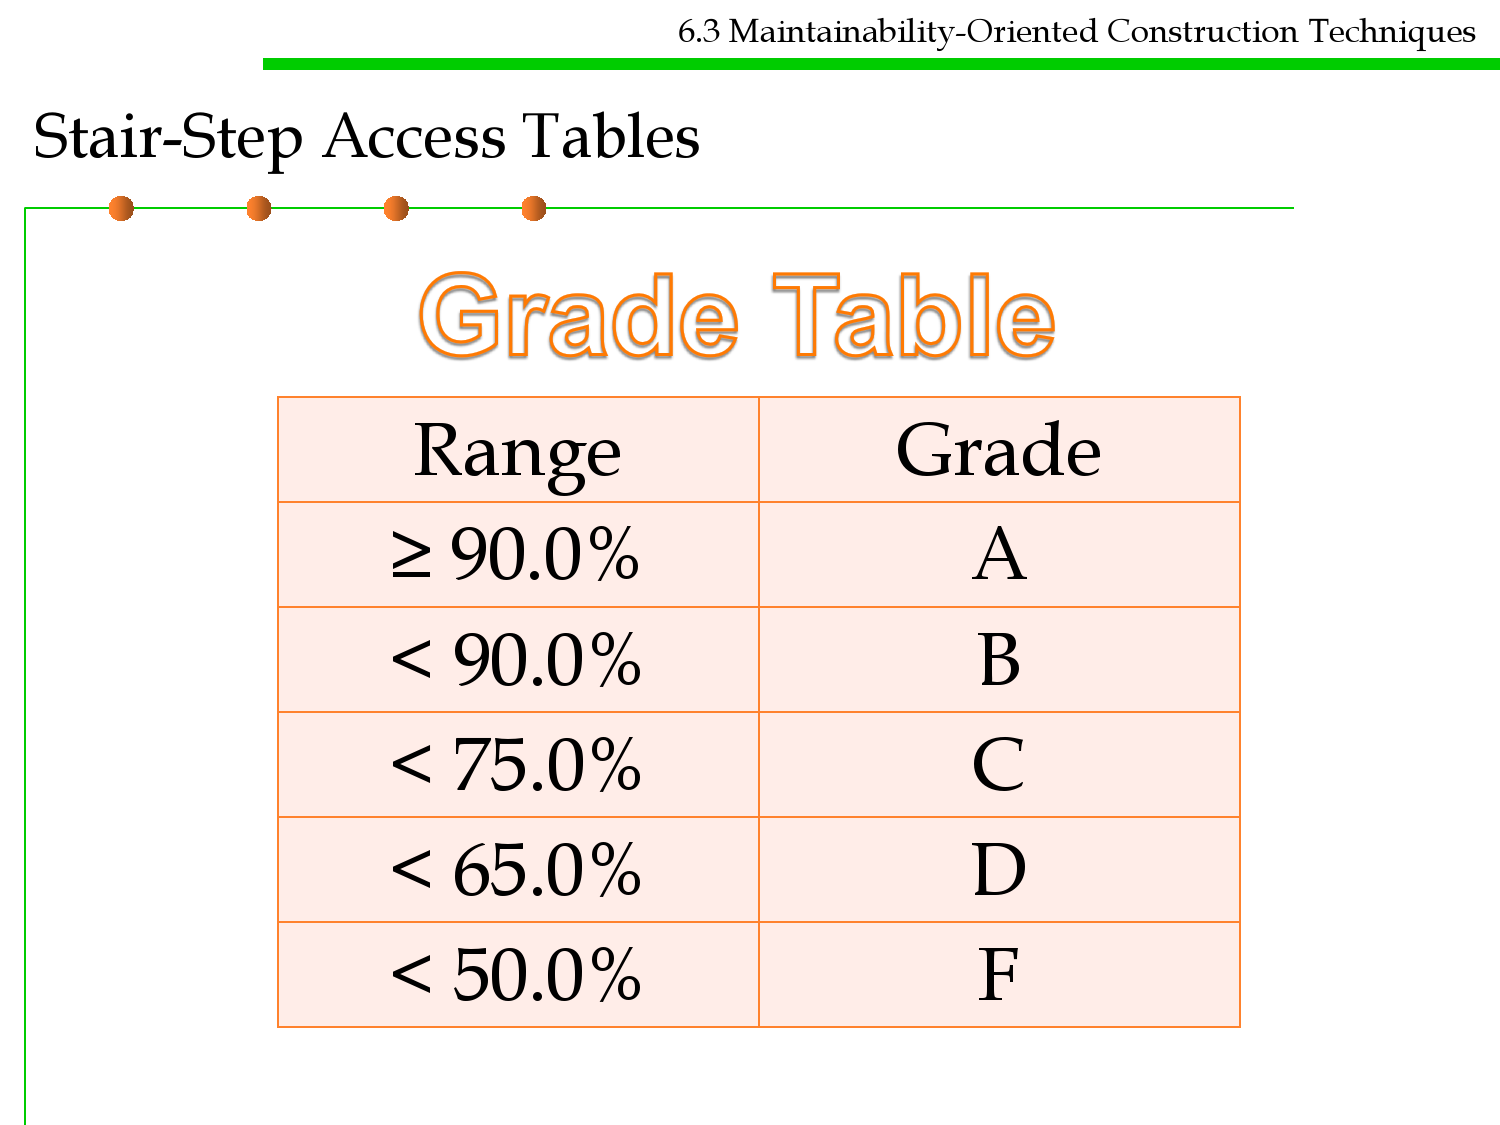 6.3 Maintainability-Oriented Construction Techniques
Stair-Step Access Tables
Grade Table
Range Grade
≥ 90.0% A
< 90.0% B
< 75.0% C
< 65.0% D
< 50.0% F